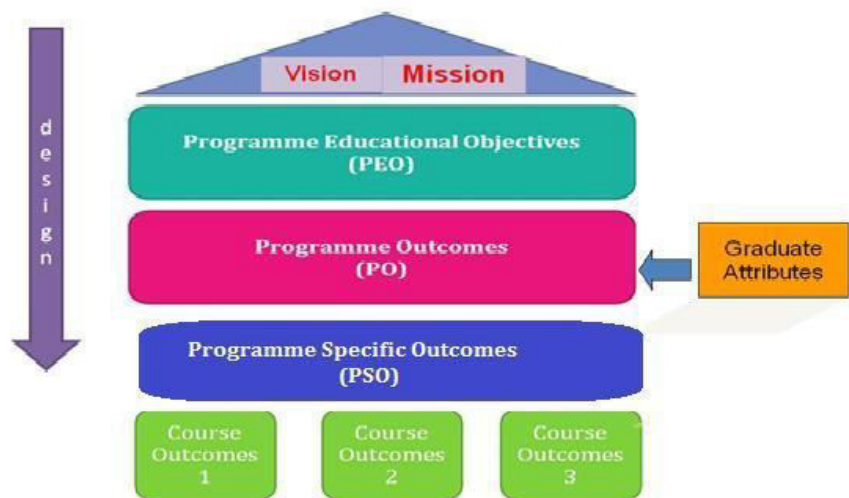 Vision Mission
design
Programme Educational Objectives
(PEO)
Programme Outcomes
(PO)
Graduate
Attributes
Programme Specific Outcomes
(PSO)
Course
Outcomes
1
Course
Outcomes
2
Course
Outcomes
3